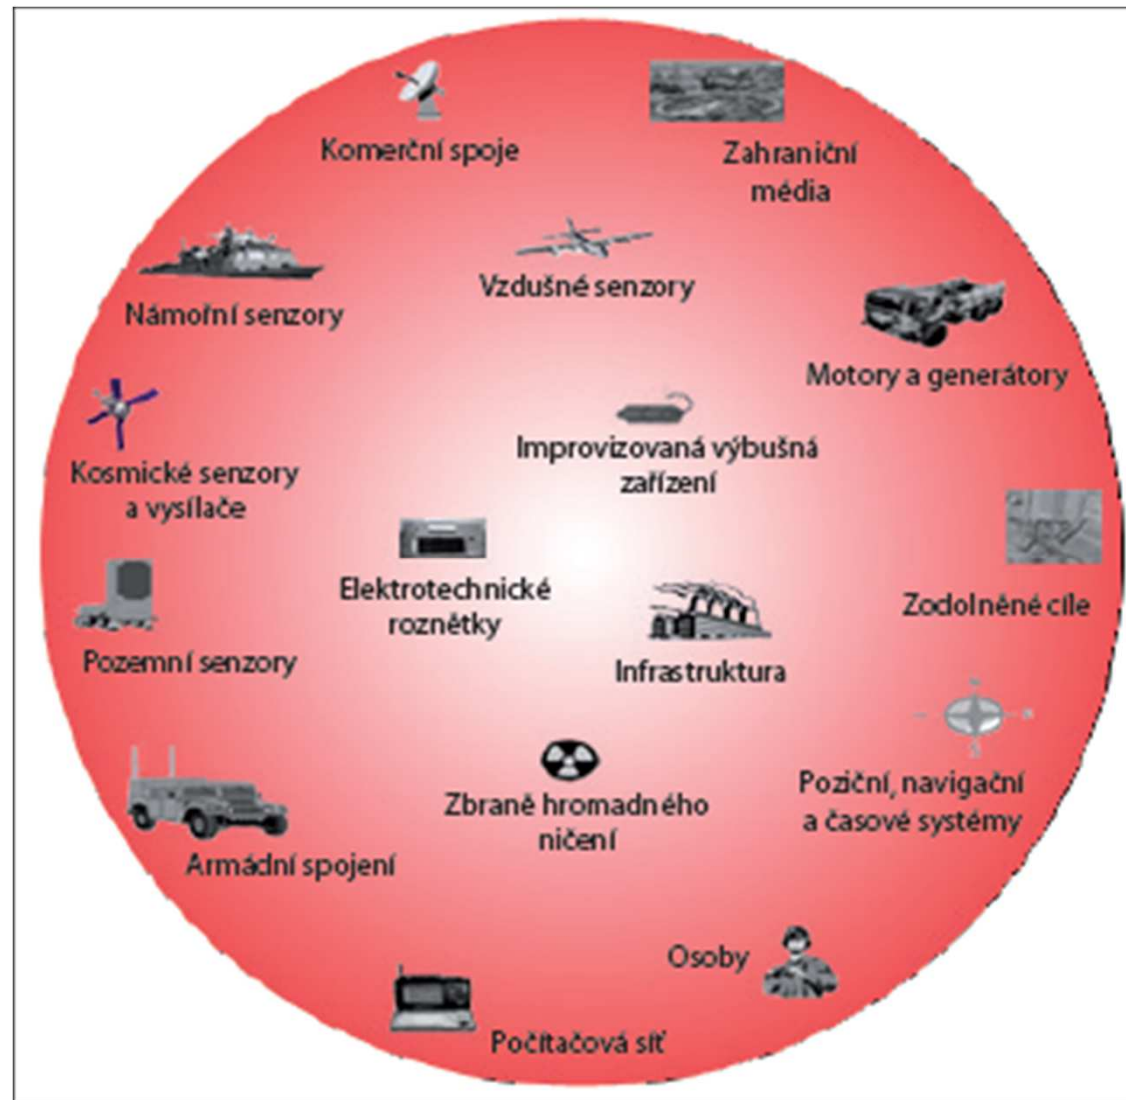 Komerční spoje
Zahraniční
média
Vzdušné senzory
Námořní senzory
Motory a generátory
Improvizovaná výbušná
zařízení
Kosmické senzory
a vysílače
Elektrotechnické
roznětky
Zodolněné cíle
Pozemní senzory
Infrastruktura
Poziční, navigační
a časové systémy
Zbraně hromadného
ničení
Armádní spojení
Osoby
Počítačová síť